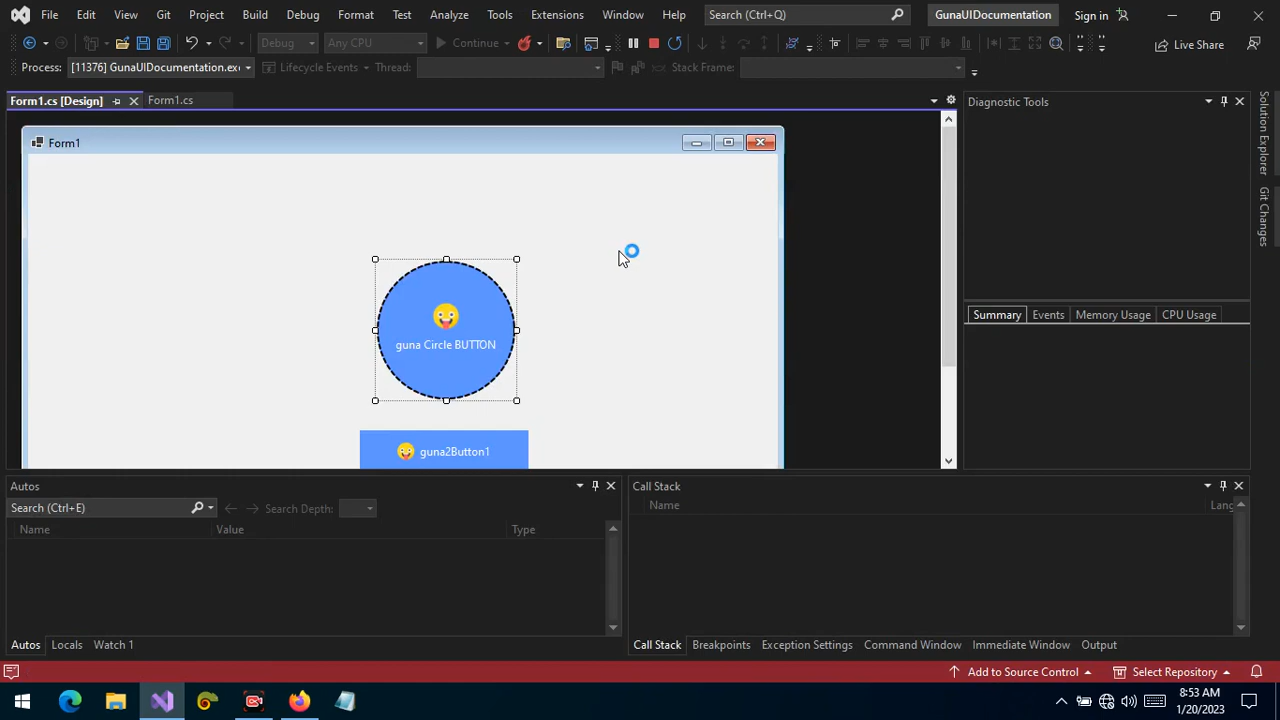 File Edit View Git Project Build Debug Format Test Analyze Tools Extensions Window Help Search (Ctrl+Q) GunaUIDocumentation Sign in
Debug Any CPU Continue Live Share
Process: [11376] GunaUIDocumentation.exe Lifecycle Events Thread: Stack Frame:
Form1.cs [Design] Form1.cs Diagnostic Tools
Solution Explorer
Git Changes
Form1
guna Circle BUTTON
guna2Button1
Summary Events Memory Usage CPU Usage
Autos Call Stack
Search (Ctrl+E) Search Depth:
Name Value Type Name Lang
Autos Locals Watch 1 Call Stack Breakpoints Exception Settings Command Window Immediate Window Output
Add to Source Control Select Repository
8:53 AM
1/20/2023